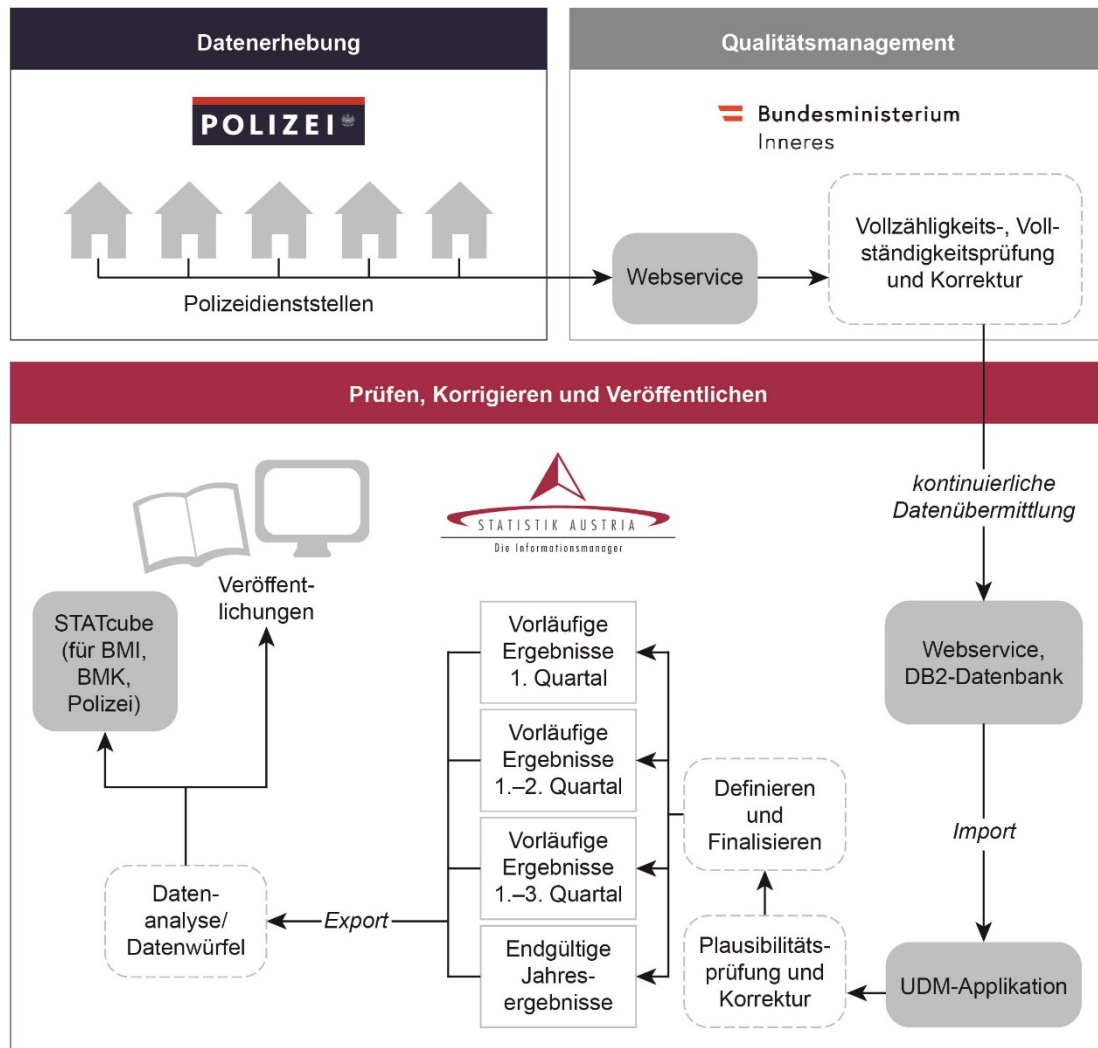 Datenerhebung
POLIZEI
Polizeidienststellen
Qualitätsmanagement
Bundesministerium
Inneres
Webservice
Vollzähligkeits-, Voll-
ständigkeitsprüfung
und Korrektur
Prüfen, Korrigieren und Veröffentlichen
kontinuierliche
Datenübermittlung
STATISTIK AUSTRIA
Die Informationsmanager
Veröffent-
lichungen
STATcube
(für BMI,
BMK,
Polizei)
Webservice,
DB2-Datenbank
Import
UDM-Applikation
Plausibilitäts-
prüfung und
Korrektur
Definieren
und
Finalisieren
Vorläufige
Ergebnisse
1. Quartal
Vorläufige
Ergebnisse
1.–2. Quartal
Vorläufige
Ergebnisse
1.–3. Quartal
Endgültige
Jahres-
ergebnisse
Export
Daten-
analyse/
Datenwürfel